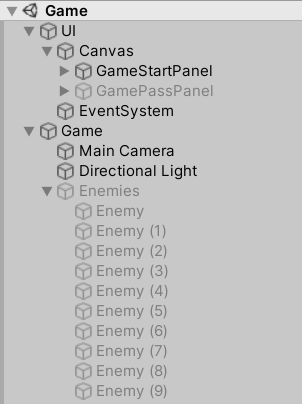 Game
UI
Canvas
GameStartPanel
GamePassPanel
EventSystem
Game
Main Camera
Directional Light
Enemies
Enemy
Enemy (1)
Enemy (2)
Enemy (3)
Enemy (4)
Enemy (5)
Enemy (6)
Enemy (7)
Enemy (8)
Enemy (9)